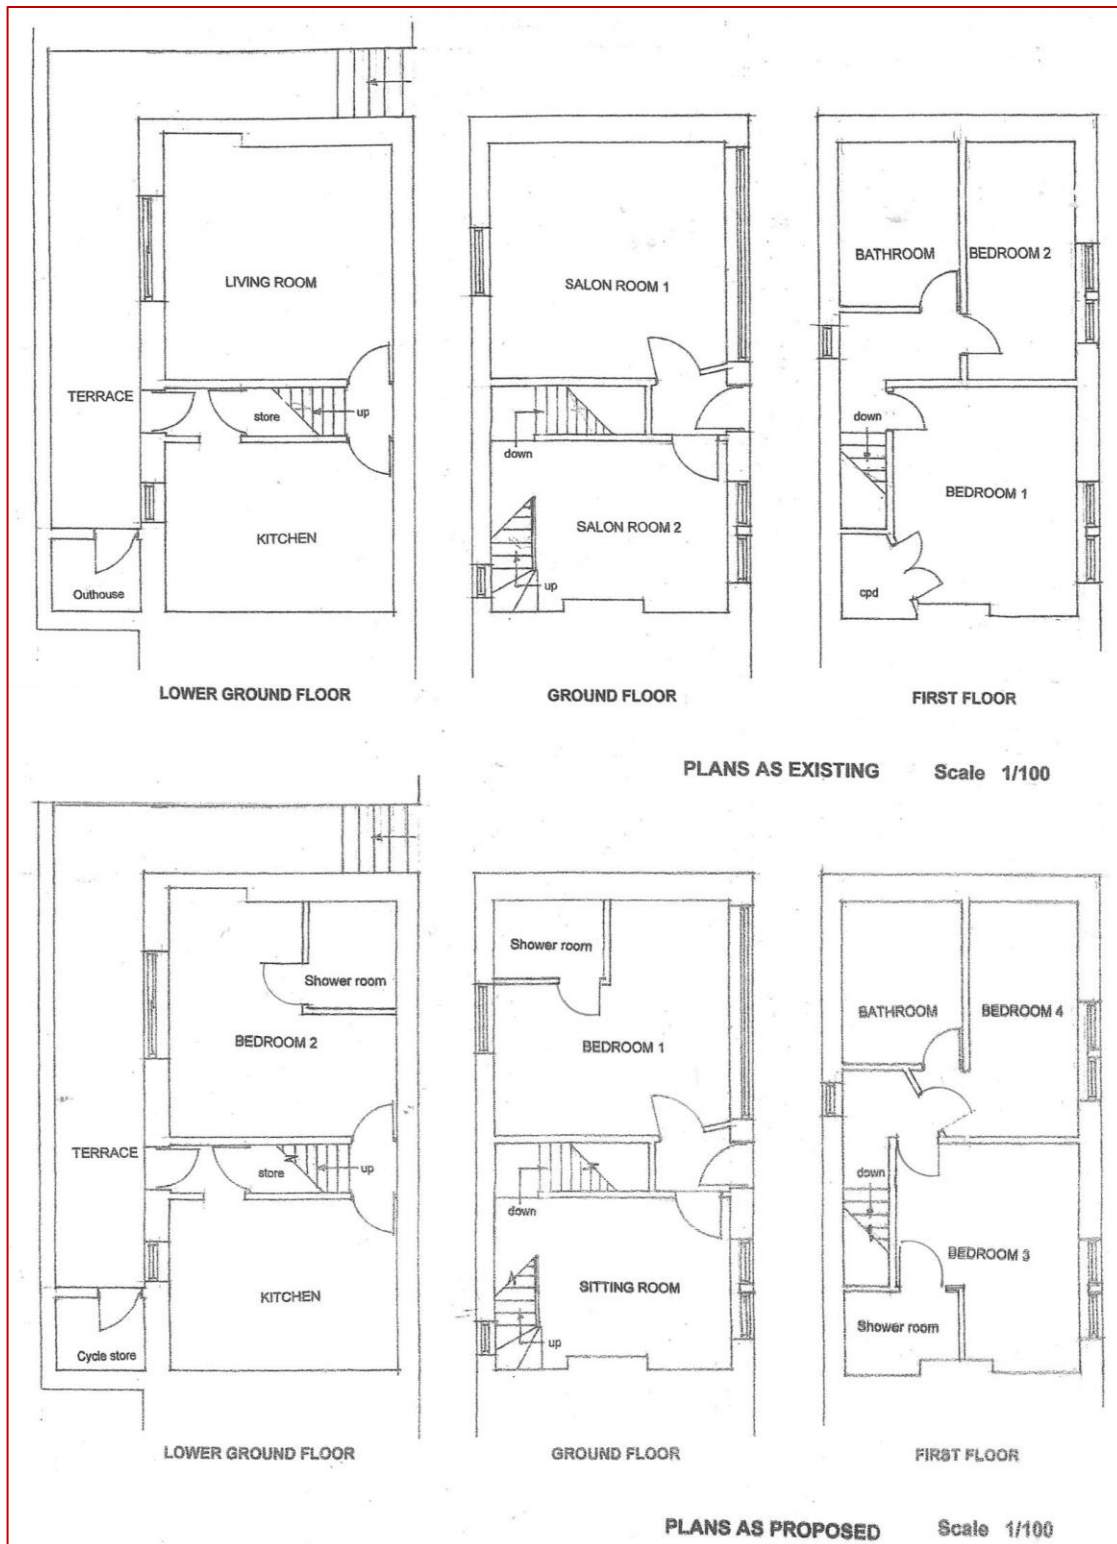 BATHROOM
BEDROOM 2
LIVING ROOM
SALON ROOM 1
TERRACE
store
up
down
down
BEDROOM 1
SALON ROOM 2
KITCHEN
up
cpd
Outhouse
LOWER GROUND FLOOR
GROUND FLOOR
FIRST FLOOR
PLANS AS EXISTING Scale 1/100
Shower room
Shower room
BATHROOM
BEDROOM 4
BEDROOM 2
BEDROOM 1
TERRACE
store
up
down
down
BEDROOM 3
SITTING ROOM
KITCHEN
up
Shower room
Cycle store
LOWER GROUND FLOOR
GROUND FLOOR
FIRST FLOOR
PLANS AS PROPOSED Scale 1/100